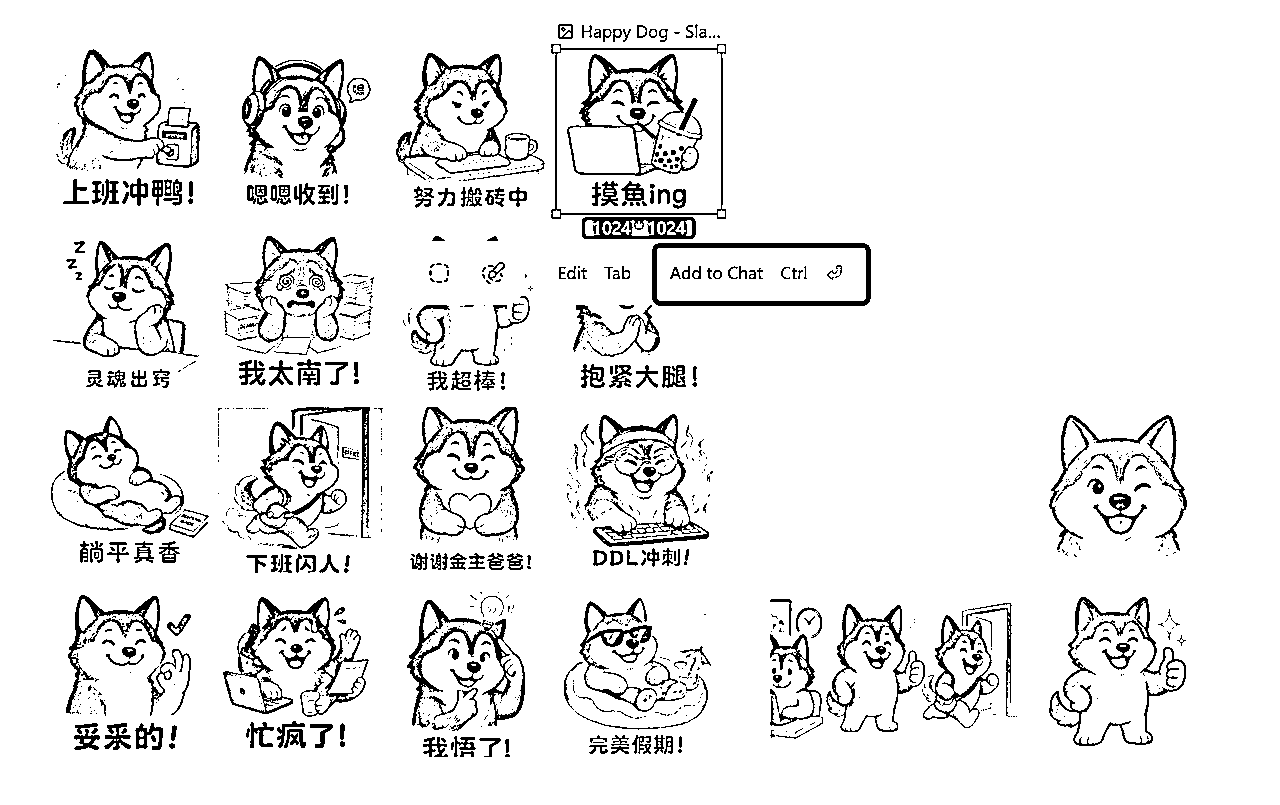 Happy Dog - Sla...
嗯
上班冲鸭!
嗯嗯收到!
努力搬砖中
摸魚ing
1024 1024
Edit Tab
Add to Chat Ctrl
z
z
z
灵魂出窍
我太南了!
我超棒!
抱紧大腿!
躺平真香
下班闪人!
谢谢金主爸爸!
DDL冲刺!
妥采的!
忙疯了!
我悟了!
完美假期!